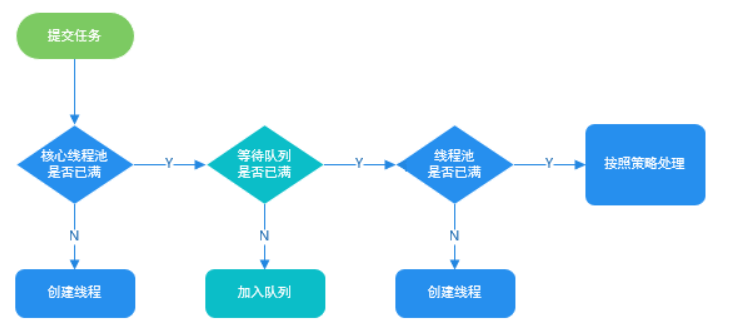 提交任务
核心线程池
是否已满
Y
等待队列
是否已满
Y
线程池
是否已满
Y
按照策略处理
N
N
N
创建线程
加入队列
创建线程